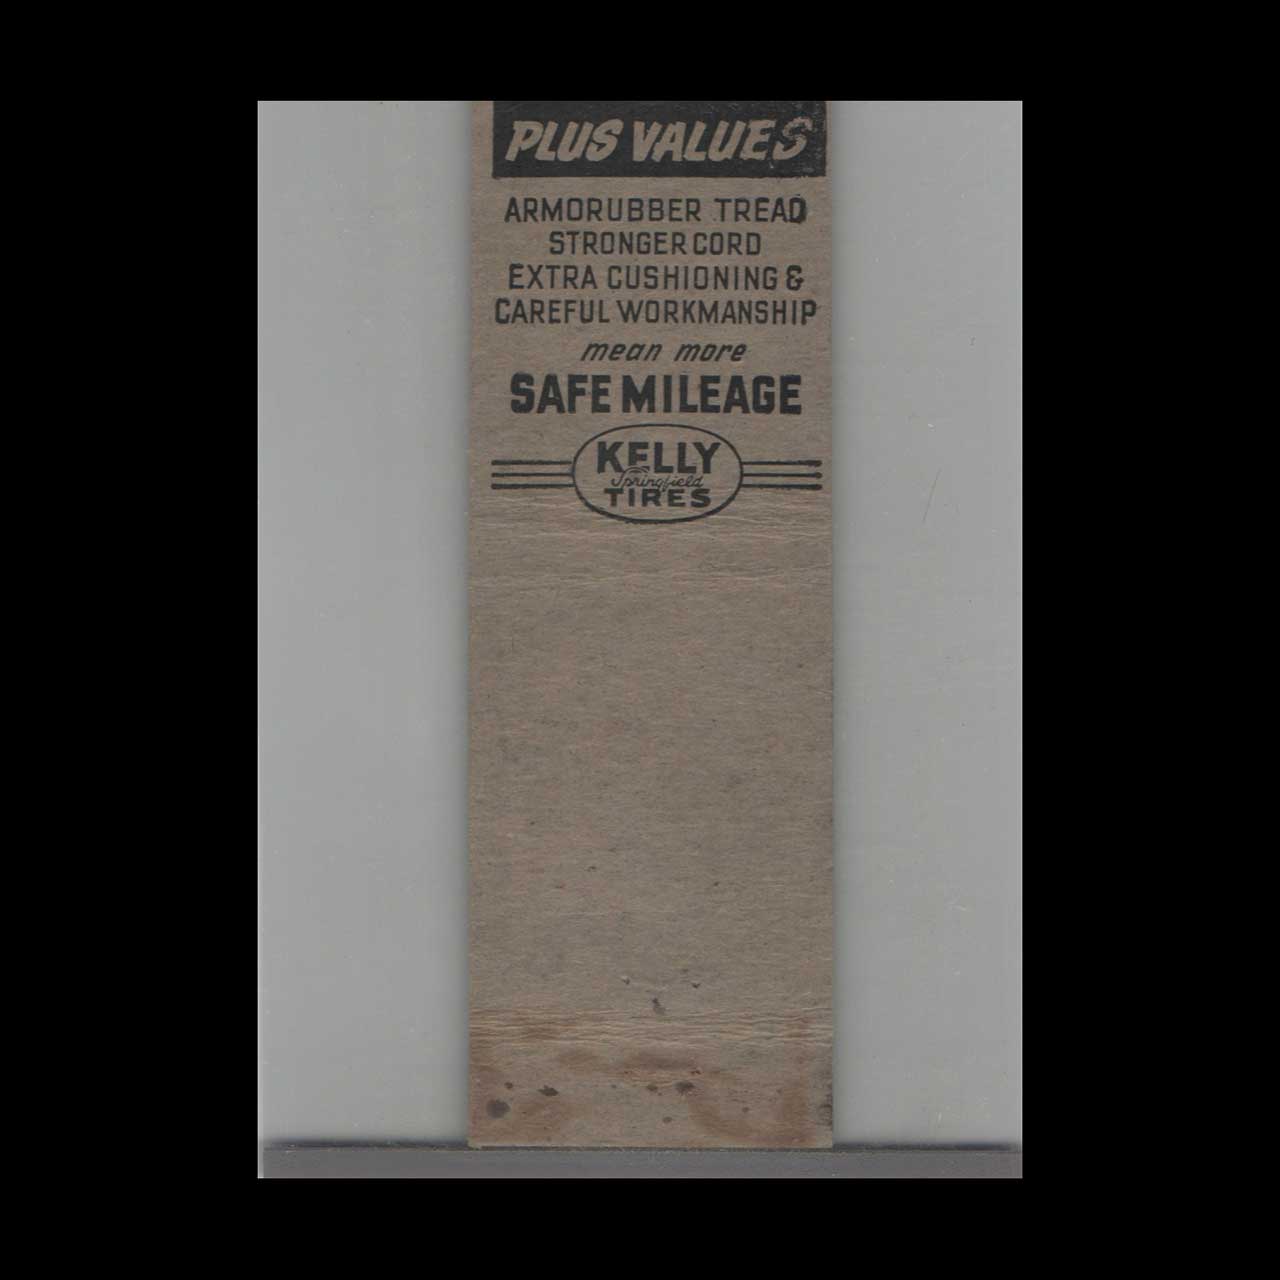 PLUS VALUES
ARMORUBBER TREAD
STRONGER CORD
EXTRA CUSHIONING &
CAREFUL WORKMANSHIP
mean more
SAFE MILEAGE
KELLY
Springfield
TIRES